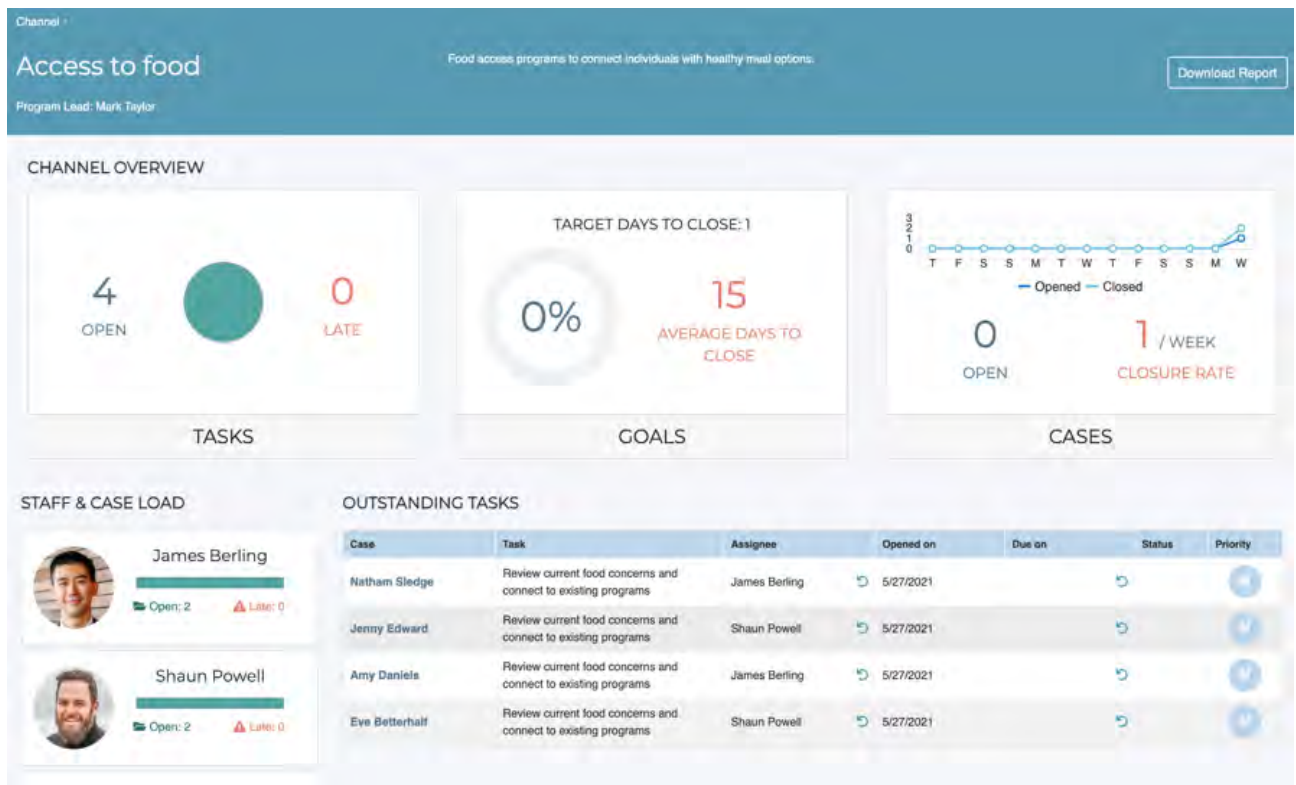 Channel
Access to food
Food access programs to connect individuals with healthy meal options.
Download Report
Program Lead: Mark Taylor
CHANNEL OVERVIEW
4
OPEN
0
LATE
TASKS
TARGET DAYS TO CLOSE: 1
0%
15
AVERAGE DAYS TO
CLOSE
GOALS
3
2
1
0
T F S S M T W T F S S M W
Opened Closed
0
OPEN
1 / WEEK
CLOSURE RATE
CASES
STAFF & CASE LOAD
James Berling
Open: 2 Late: 0
Shaun Powell
Open: 2 Late: 0
OUTSTANDING TASKS
Case Task Assignee Opened on Due on Status Priority
Natham Sledge Review current food concerns and James Berling 5/27/2021
connect to existing programs
Jenny Edward Review current food concerns and Shaun Powell 5/27/2021
connect to existing programs
Amy Daniels Review current food concerns and James Berling 5/27/2021
connect to existing programs
Eve Betterhalf Review current food concerns and Shaun Powell 5/27/2021
connect to existing programs